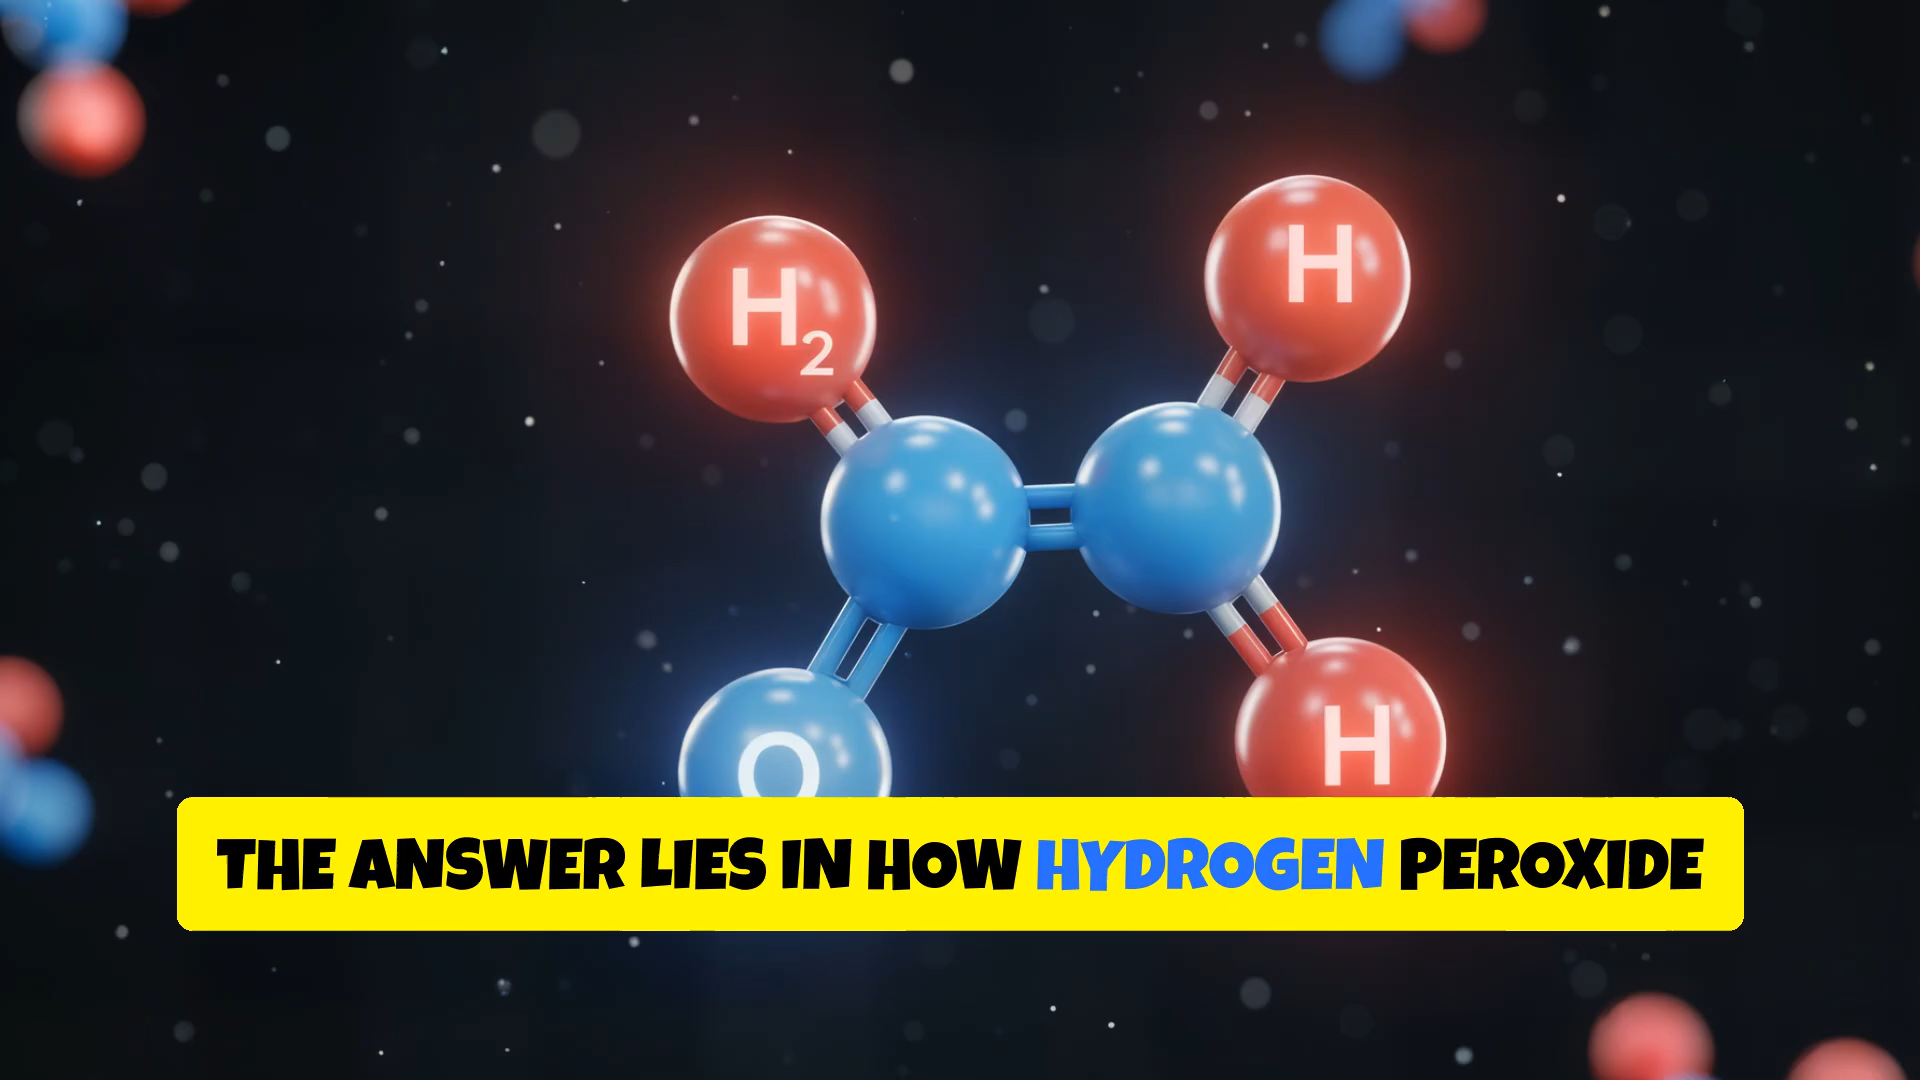 H
H₂
O
H
THE ANSWER LIES IN HOW HYDROGEN PEROXIDE